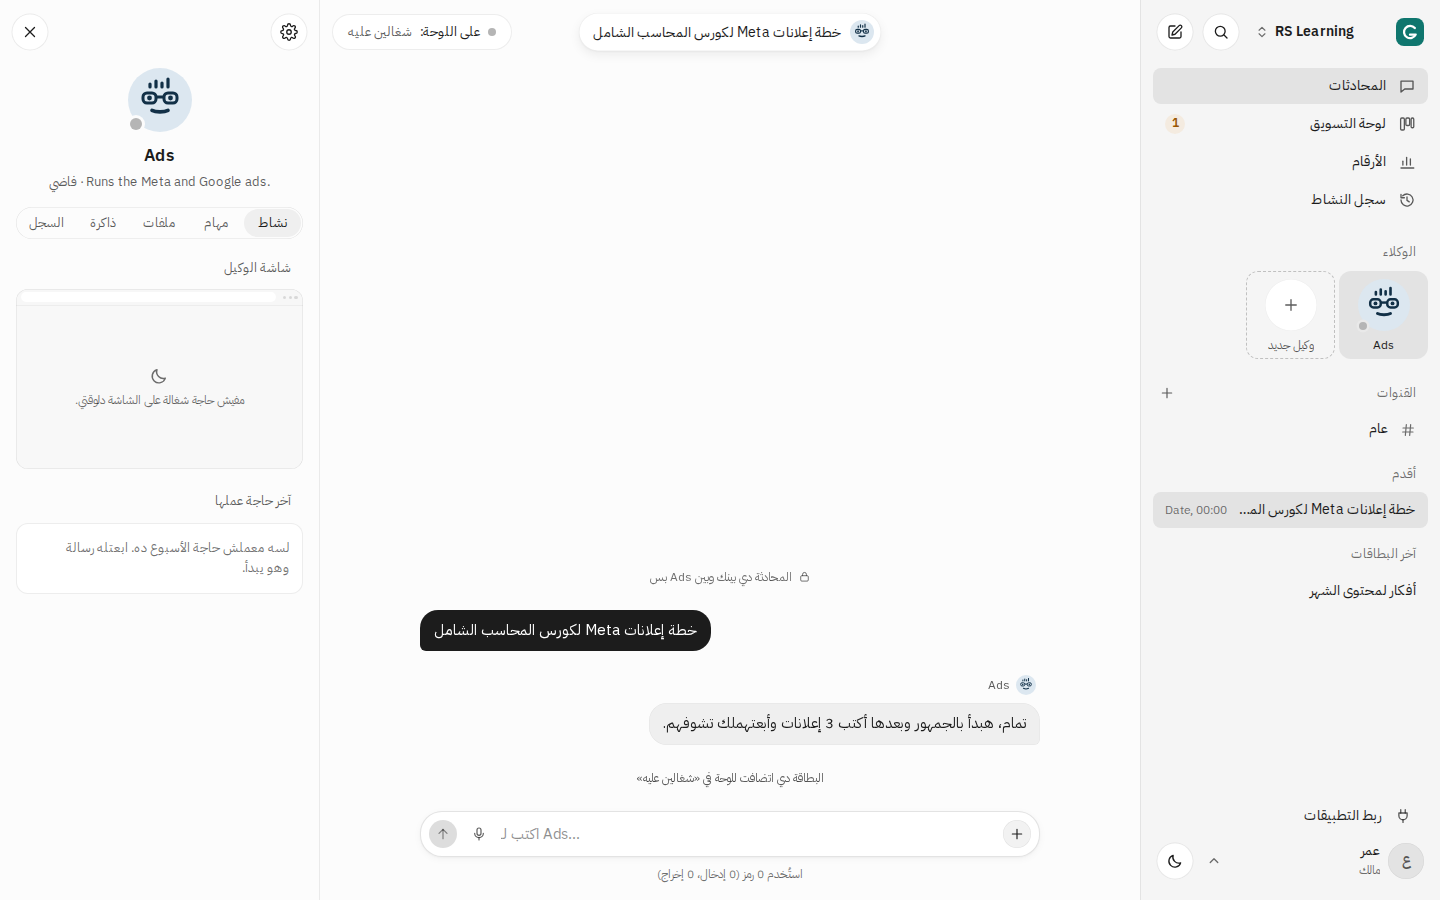 RS Learning
المحادثات
لوحة التسويق
1
الأرقام
سجل النشاط
الوكلاء
Ads
وكيل جديد
القنوات
عام
أقدم
خطة إعلانات Meta لكورس المـ...
Date, 00:00
آخر البطاقات
أفكار لمحتوى الشهر
ربط التطبيقات
ع
عمر
مالك
خطة إعلانات Meta لكورس المحاسب الشامل
على اللوحة: شغالين عليه
المحادثة دي بينك وبين Ads بس
خطة إعلانات Meta لكورس المحاسب الشامل
Ads
تمام، هبدأ بالجمهور وبعدها أكتب 3 إعلانات وأبعتهملك تشوفهم.
البطاقة دي اتضافت للوحة في «شغالين عليه»
اكتب لـ Ads...
استُخدم 0 رمز (0 إدخال، 0 إخراج)
Ads
فاضي · Runs the Meta and Google ads.
نشاط
مهام
ملفات
ذاكرة
السجل
شاشة الوكيل
مفيش حاجة شغالة على الشاشة دلوقتي.
آخر حاجة عملها
لسه معملش حاجة الأسبوع ده. ابعتله رسالة
وهو يبدأ.